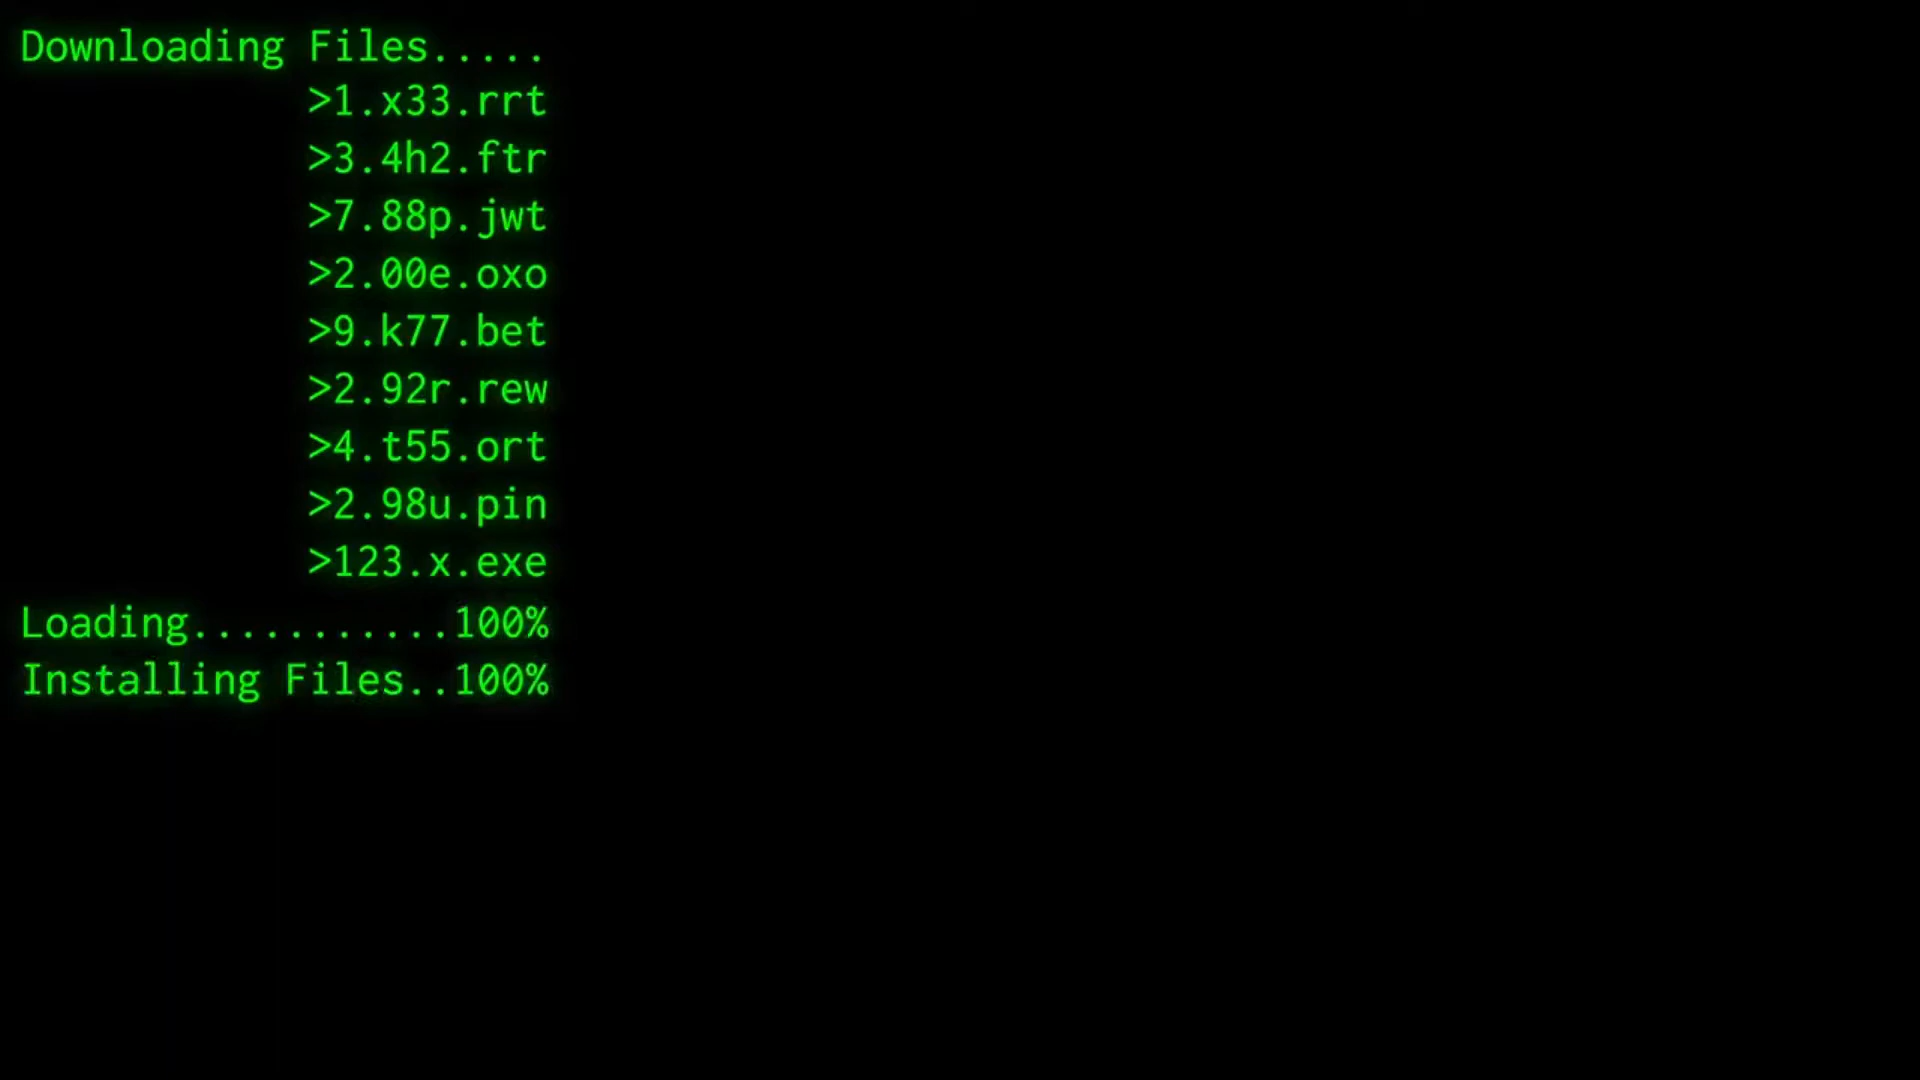 Downloading Files.....
>1.x33.rrt
>3.4h2.ftr
>7.88p.jwt
>2.00e.oxo
>9.k77.bet
>2.92r.rew
>4.t55.ort
>2.98u.pin
>123.x.exe
Loading...........100%
Installing Files..100%